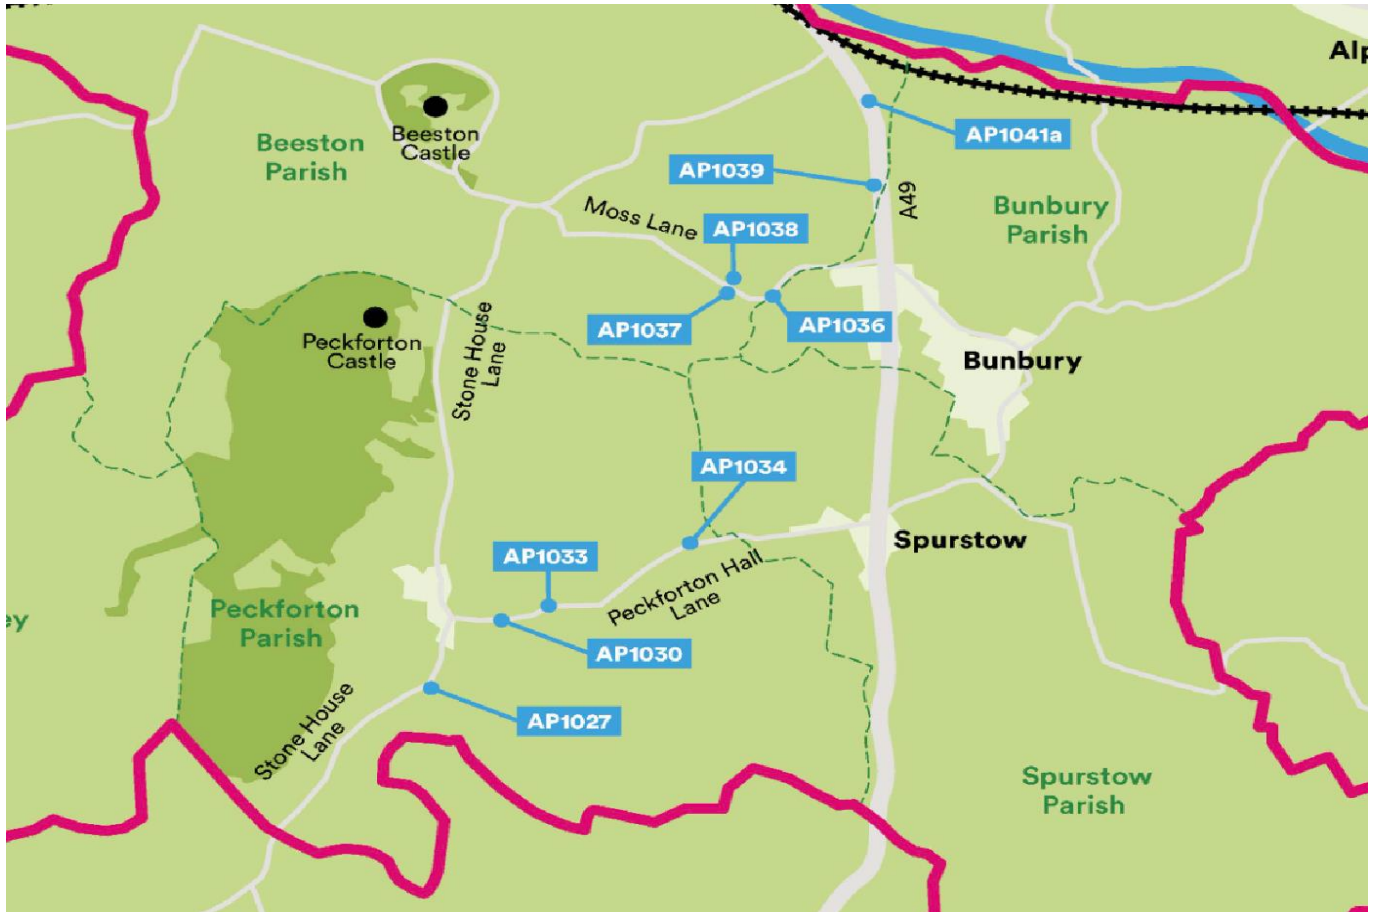 Alp
AP1041a
Beeston
Castle
Beeston
Parish
AP1039
A49
Moss Lane
AP1038
Bunbury
Parish
AP1037
AP1036
Peckforton
Castle
Stone House
Lane
Bunbury
AP1034
AP1033
Spurstow
Peckforton Hall
Lane
ey
Peckforton
Parish
AP1030
AP1027
Stone House
Lane
Spurstow
Parish